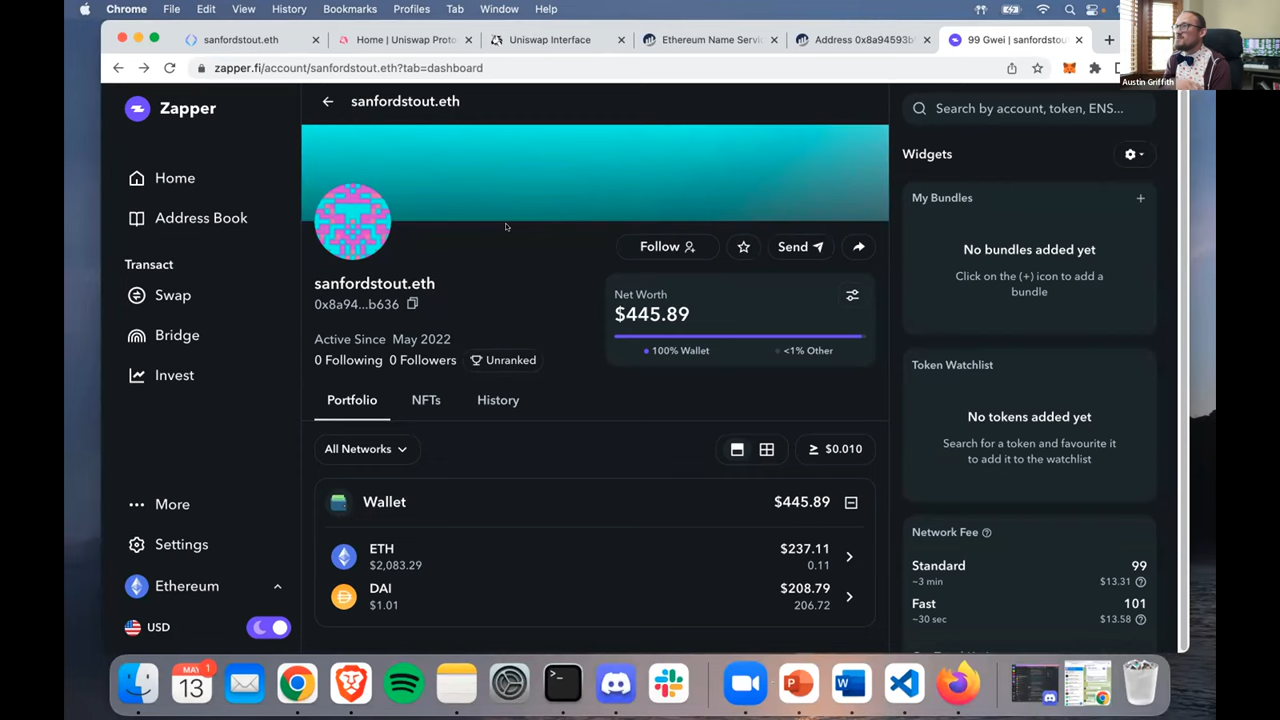 Chrome File Edit View History Bookmarks Profiles Tab Window Help
sanfordstout.eth
Home | Uniswap Proto
Uniswap Interface
Ethereum Name Se
Address 0x8a94593b
99 Gwei | sanfordstou
Austin Griffith
zapper.fi/account/sanfordstout.eth?tab=dashboard
Zapper
Home
Address Book
Transact
Swap
Bridge
Invest
More
Settings
Ethereum
USD
sanfordstout.eth
Follow
Send
sanfordstout.eth
0x8a94...b636
Active Since May 2022
0 Following 0 Followers
Unranked
Net Worth
$445.89
100% Wallet
<1% Other
Portfolio
NFTs
History
All Networks
≥ $0.010
Wallet
$445.89
ETH
$237.11
$2,083.29
0.11
DAI
$208.79
$1.01
206.72
Search by account, token, ENS...
Widgets
My Bundles
No bundles added yet
Click on the (+) icon to add a
bundle
Token Watchlist
No tokens added yet
Search for a token and favourite it
to add it to the watchlist
Network Fee
Standard
99
~3 min
$13.31
Fast
101
~30 sec
$13.58
MAY
1
13